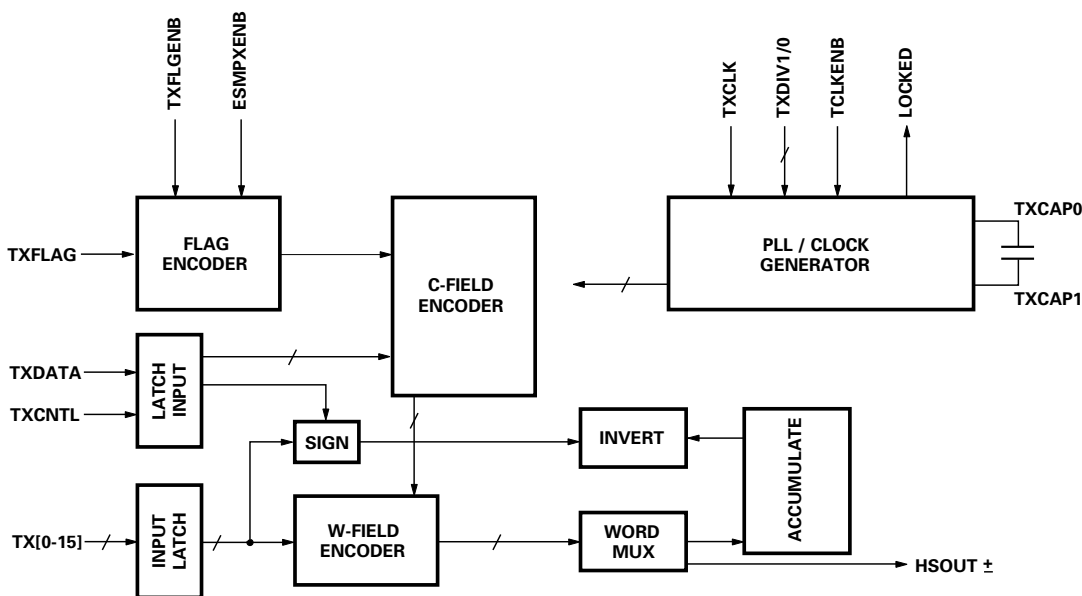 TXFLGENB
ESMPXENB
TXCLK
TXDIV1/0
TCLKENB
LOCKED
TXFLAG
FLAG
ENCODER
C-FIELD
ENCODER
PLL / CLOCK
GENERATOR
TXCAP0
TXCAP1
TXDATA
TXCNTL
LATCH
INPUT
SIGN
INVERT
ACCUMULATE
TX[0-15]
INPUT
LATCH
W-FIELD
ENCODER
WORD
MUX
HSOUT ±